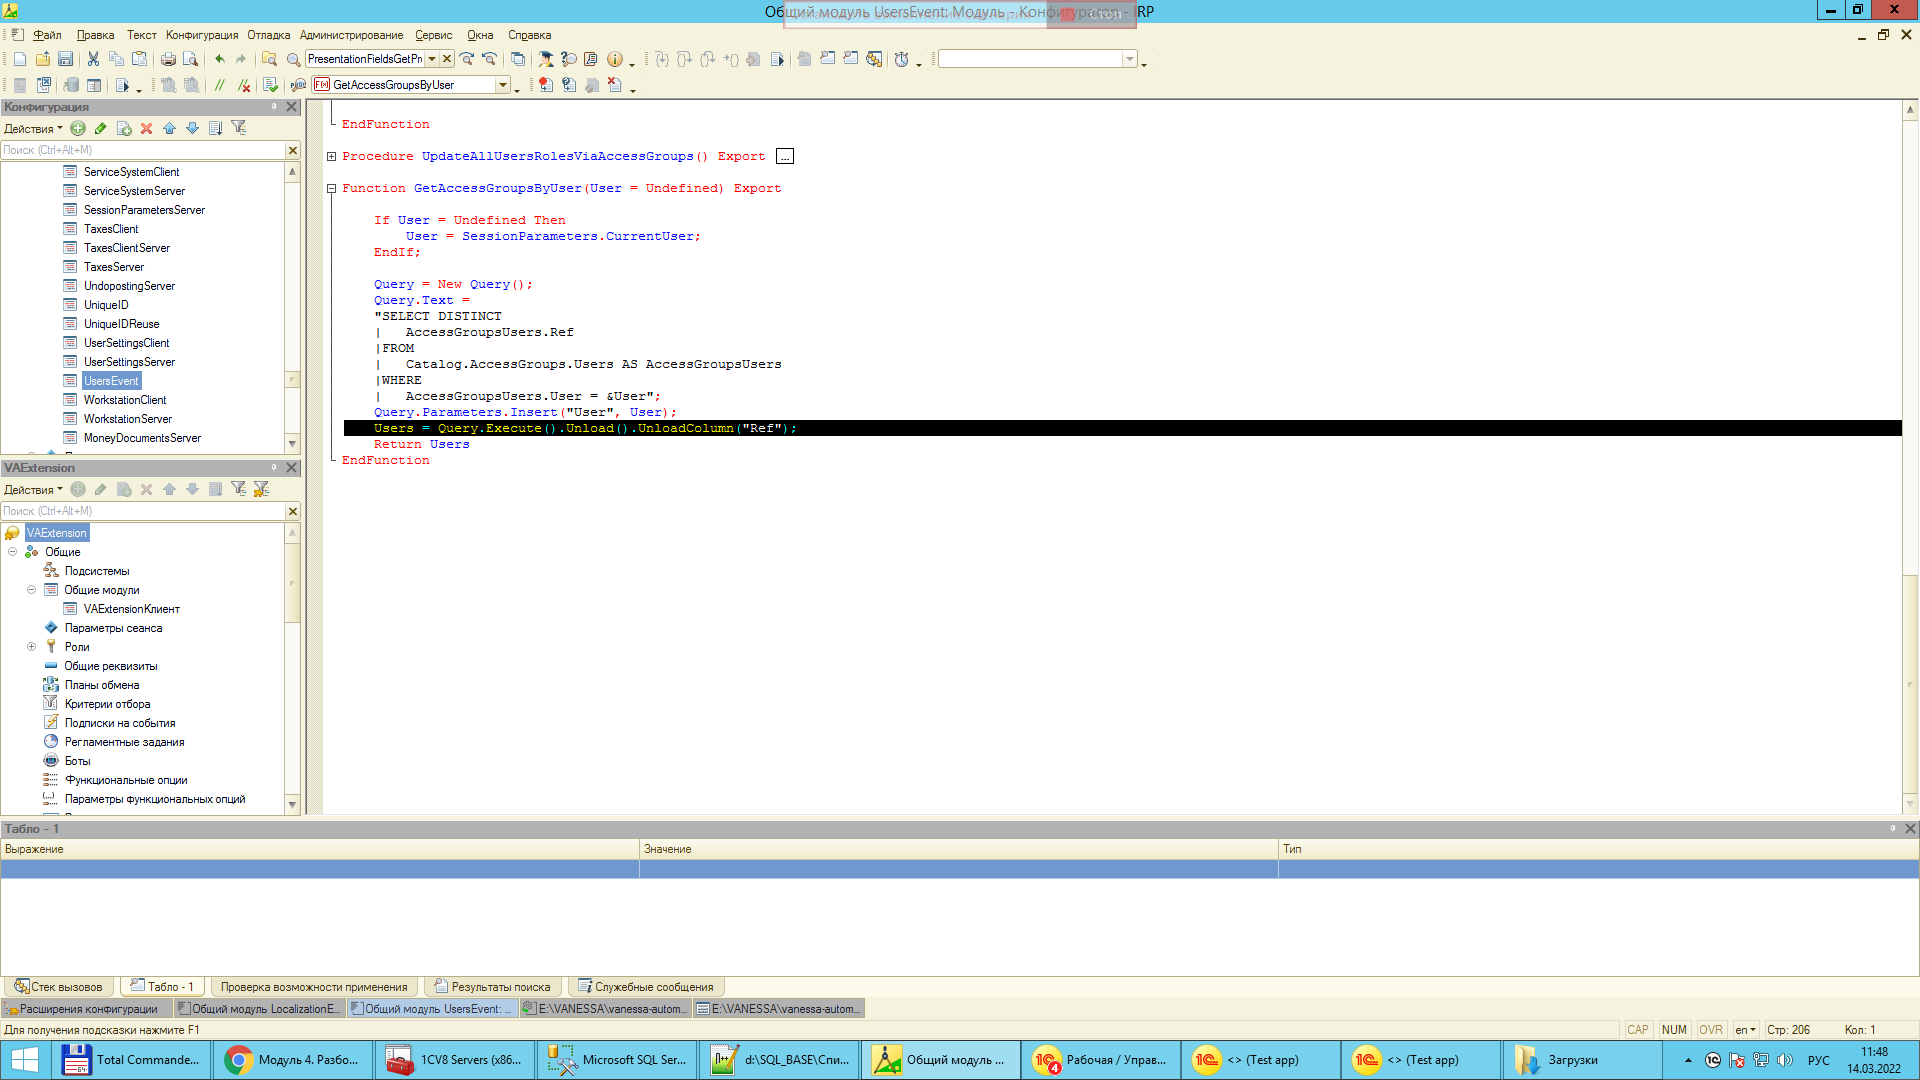 Общий модуль UsersEvent: Модуль - Конфигуратор - IRP
Стоп
Файл Правка Текст Конфигурация Отладка Администрирование Сервис Окна Справка
PresentationFieldsGetPn
GetAccessGroupsByUser
Конфигурация
Действия
Поиск (Ctrl+Alt+M)
ServiceSystemClient
ServiceSystemServer
SessionParametersServer
TaxesClient
TaxesClientServer
TaxesServer
UndopostingServer
UniqueID
UniqueIDReuse
UserSettingsClient
UserSettingsServer
UsersEvent
WorkstationClient
WorkstationServer
MoneyDocumentsServer
VAExtension
Действия
Поиск (Ctrl+Alt+M)
VAExtension
Общие
Подсистемы
Общие модули
VAExtensionКлиент
Параметры сеанса
Роли
Общие реквизиты
Планы обмена
Критерии отбора
Подписки на события
Регламентные задания
Боты
Функциональные опции
Параметры функциональных опций
EndFunction
Procedure UpdateAllUsersRolesViaAccessGroups() Export ...
Function GetAccessGroupsByUser(User = Undefined) Export
If User = Undefined Then
User = SessionParameters.CurrentUser;
EndIf;
Query = New Query();
Query.Text =
"SELECT DISTINCT
|	AccessGroupsUsers.Ref
|FROM
|	Catalog.AccessGroups.Users AS AccessGroupsUsers
|WHERE
|	AccessGroupsUsers.User = &User";
Query.Parameters.Insert("User", User);
Users = Query.Execute().Unload().UnloadColumn("Ref");
Return Users
EndFunction
Табло - 1
Выражение Значение Тип
Стек вызовов Табло - 1 Проверка возможности применения Результаты поиска Служебные сообщения
Расширения конфигурации Общий модуль LocalizationE... Общий модуль UsersEvent: ... E:\VANESSA\vanessa-autom... E:\VANESSA\vanessa-autom...
Для получения подсказки нажмите F1 CAP NUM OVR en Стр: 206 Кол: 1
Total Commande... Модуль 4. Разбо... 1CV8 Servers (x86... Microsoft SQL Ser... d:\SQL_BASE\Спи... Общий модуль ... Рабочая / Управ... <> (Test app) <> (Test app) Загрузки РУС 11:48
14.03.2022